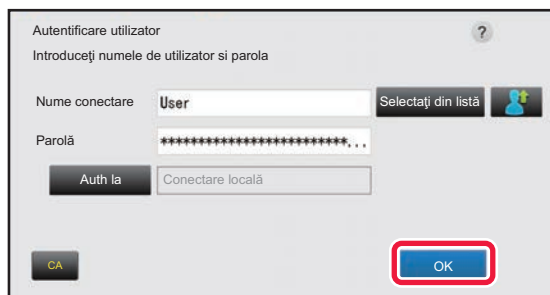 Autentificare utilizator
?
Introduceţi numele de utilizator si parola
Nume conectare
User
Selectaţi din listă
Parolă
**************************...
Auth la
Conectare locală
CA
OK